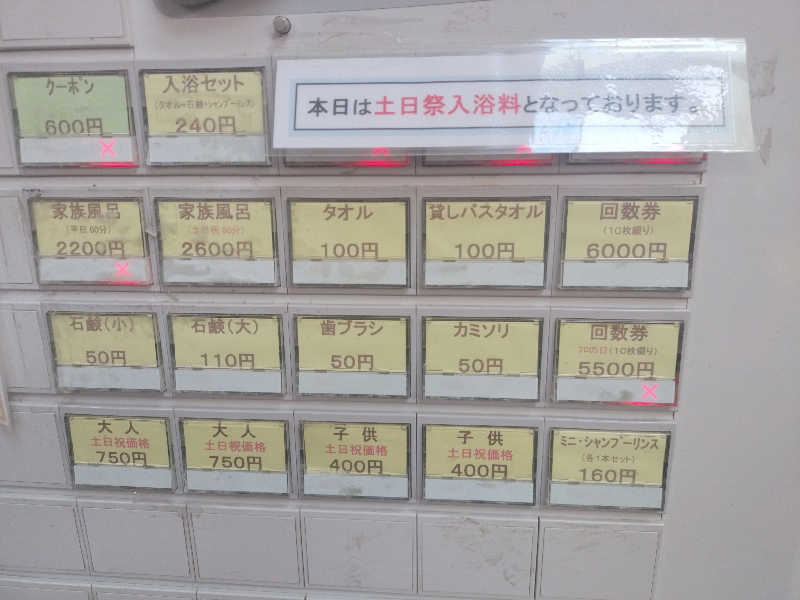 クーポン
600円
入浴セット
(タオル+石鹸+シャンプーリンス)
240円
本日は土日祭入浴料となっております。
家族風呂
(平日60分)
2200円
家族風呂
(土日祝60分)
2600円
タオル
100円
貸しバスタオル
100円
回数券
(10枚綴り)
6000円
石鹸(小)
50円
石鹸(大)
110円
歯ブラシ
50円
カミソリ
50円
回数券
(10枚綴り)
5500円
大人
土日祝価格
750円
大人
土日祝価格
750円
子供
土日祝価格
400円
子供
土日祝価格
400円
ミニ・シャンプーリンス
(各1本セット)
160円